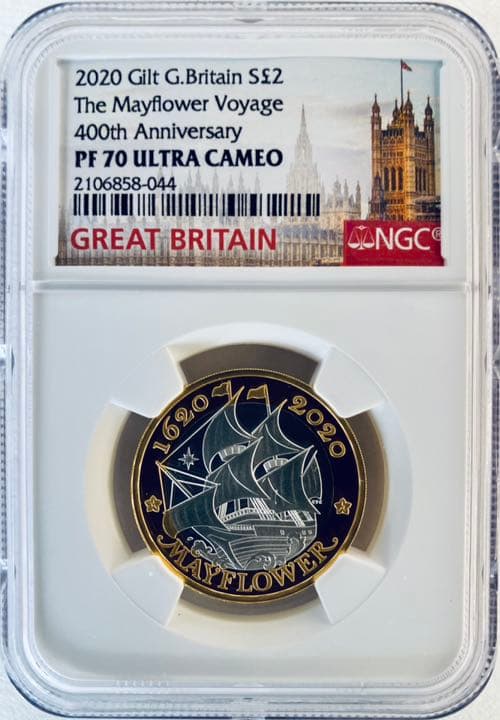 2020 Gilt G.Britain S£2
The Mayflower Voyage
400th Anniversary
PF 70 ULTRA CAMEO
2106858-044
GREAT BRITAIN
NGC®
1620 2020
MAYFLOWER